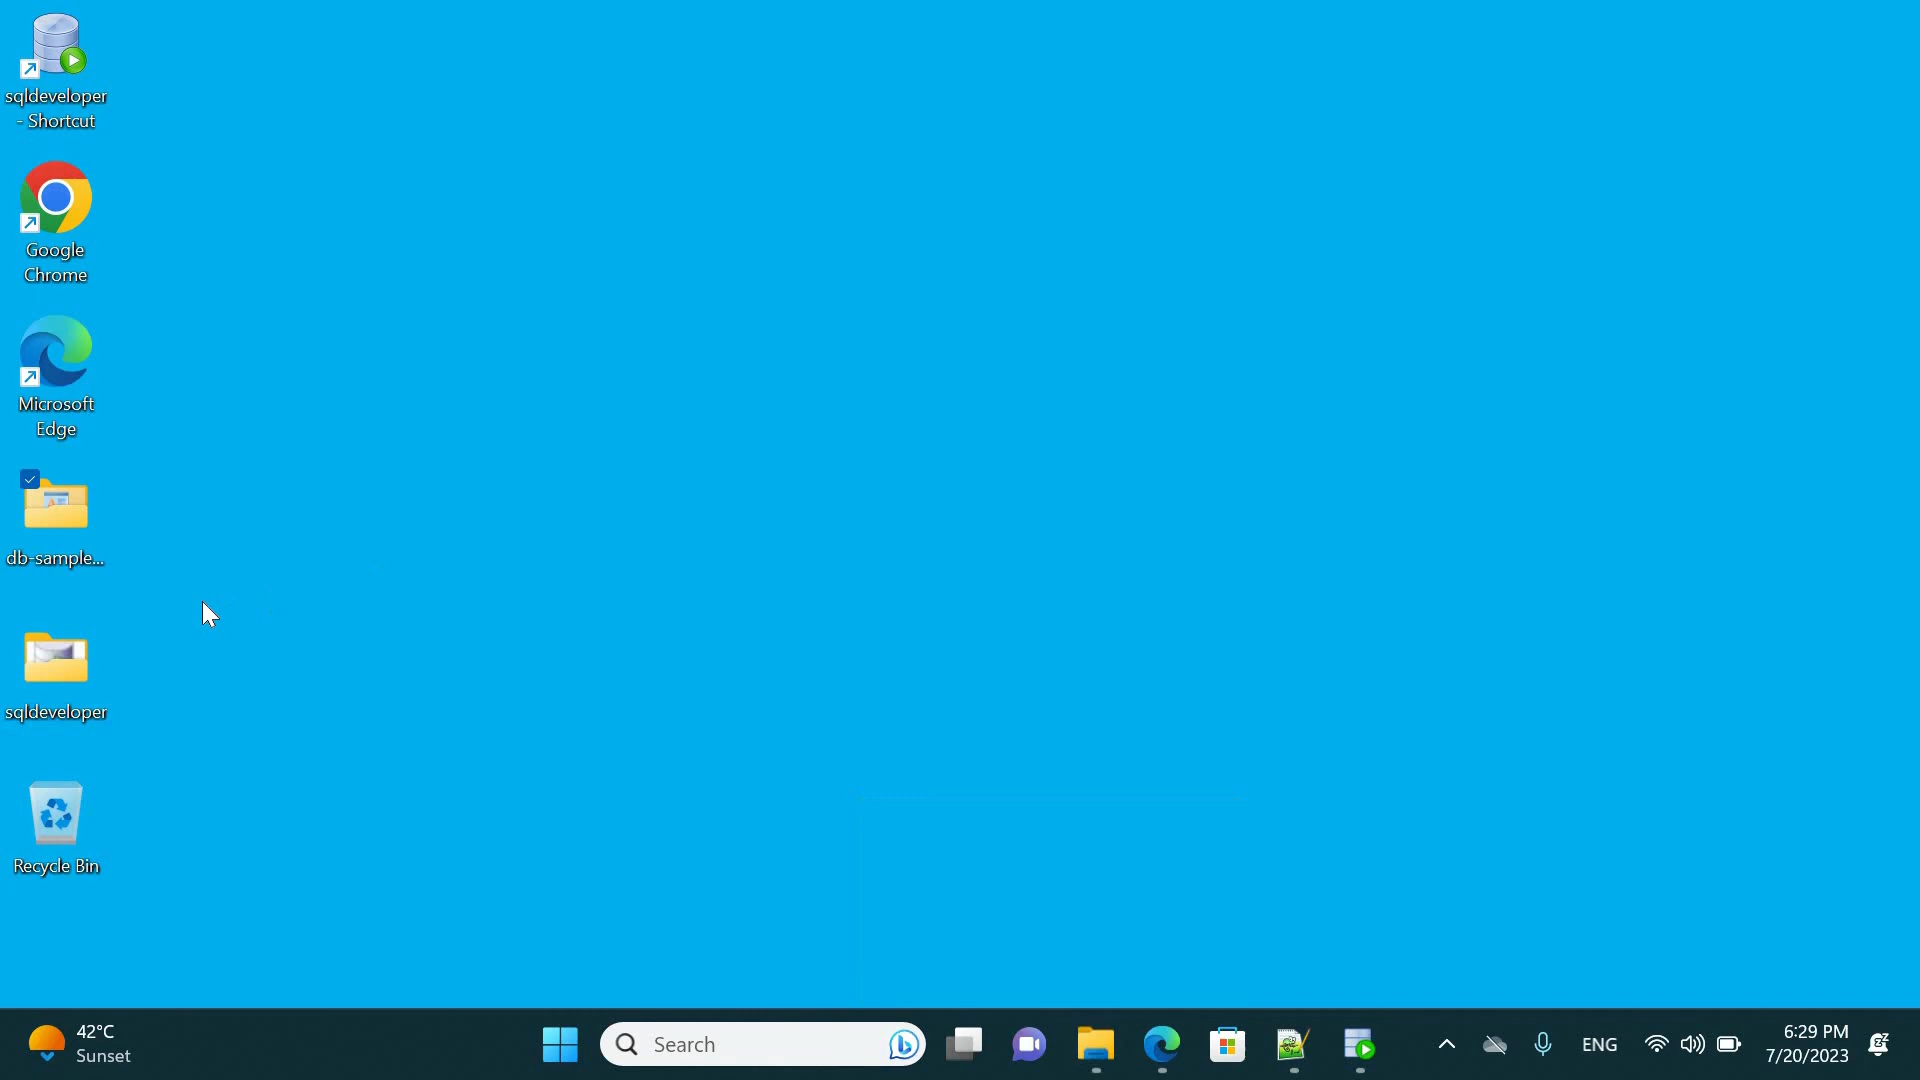 sqldeveloper
- Shortcut
Google
Chrome
Microsoft
Edge
db-sample...
sqldeveloper
Recycle Bin
42°C
Sunset
Search
ENG
6:29 PM
7/20/2023